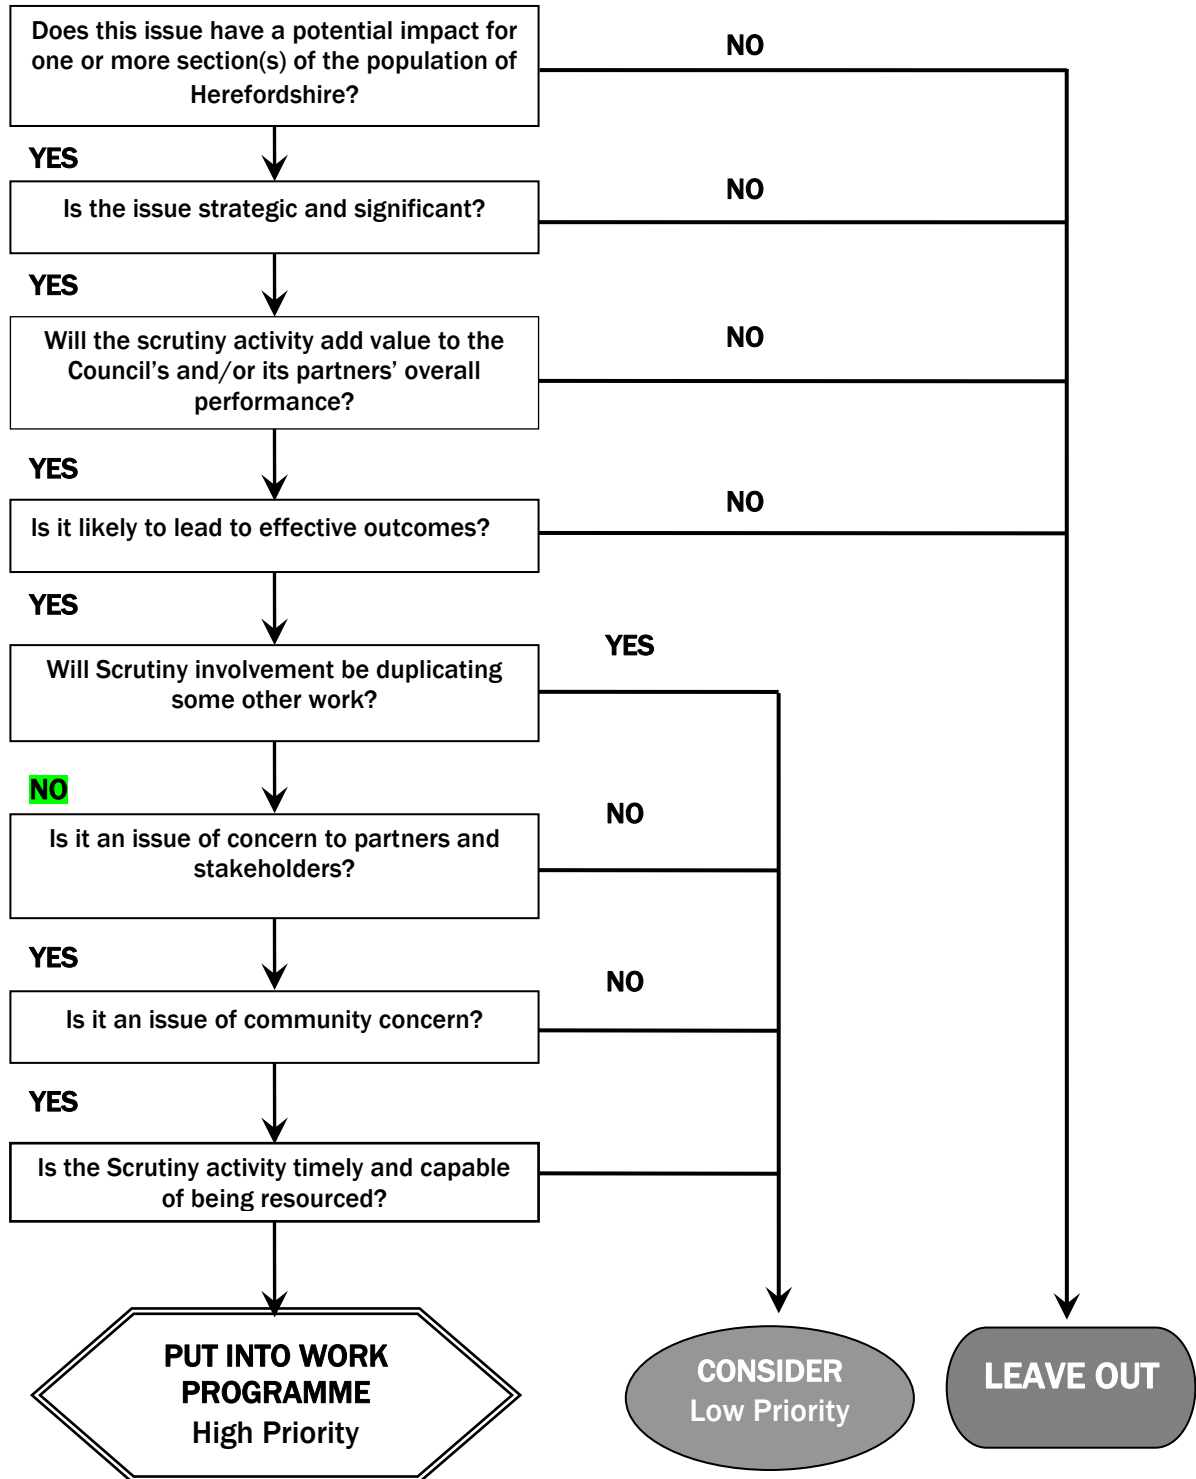 Does this issue have a potential impact for
one or more section(s) of the population of
Herefordshire?
NO
YES
Is the issue strategic and significant?
NO
YES
Will the scrutiny activity add value to the
Council's and/or its partners' overall
performance?
NO
YES
Is it likely to lead to effective outcomes?
NO
YES
Will Scrutiny involvement be duplicating
some other work?
YES
NO
Is it an issue of concern to partners and
stakeholders?
NO
YES
Is it an issue of community concern?
NO
YES
Is the Scrutiny activity timely and capable
of being resourced?
PUT INTO WORK
PROGRAMME
High Priority
CONSIDER
Low Priority
LEAVE OUT